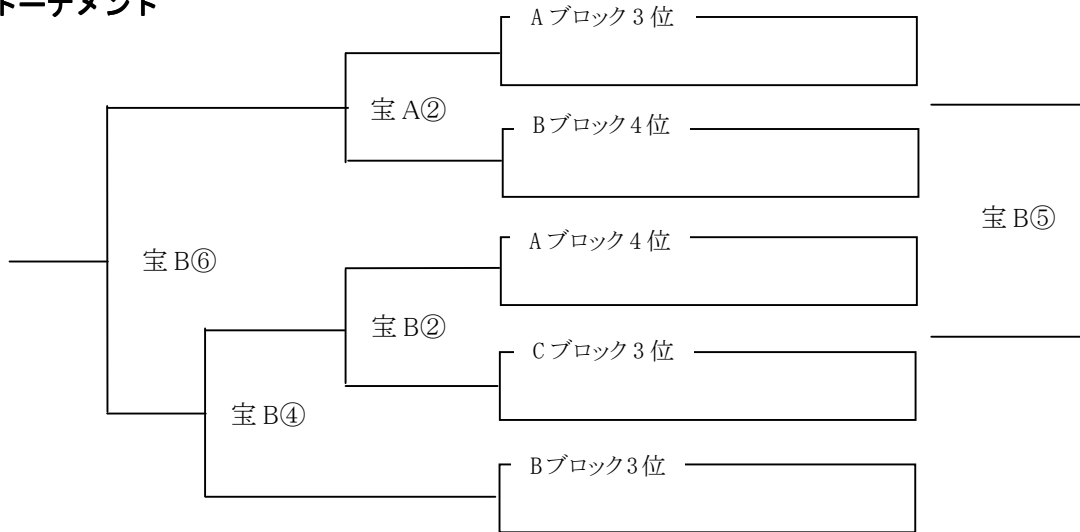 トーナメント
Aブロック3位
宝A②
Bブロック4位
宝B⑤
Aブロック4位
宝B⑥
宝B②
Cブロック3位
宝B④
Bブロック3位